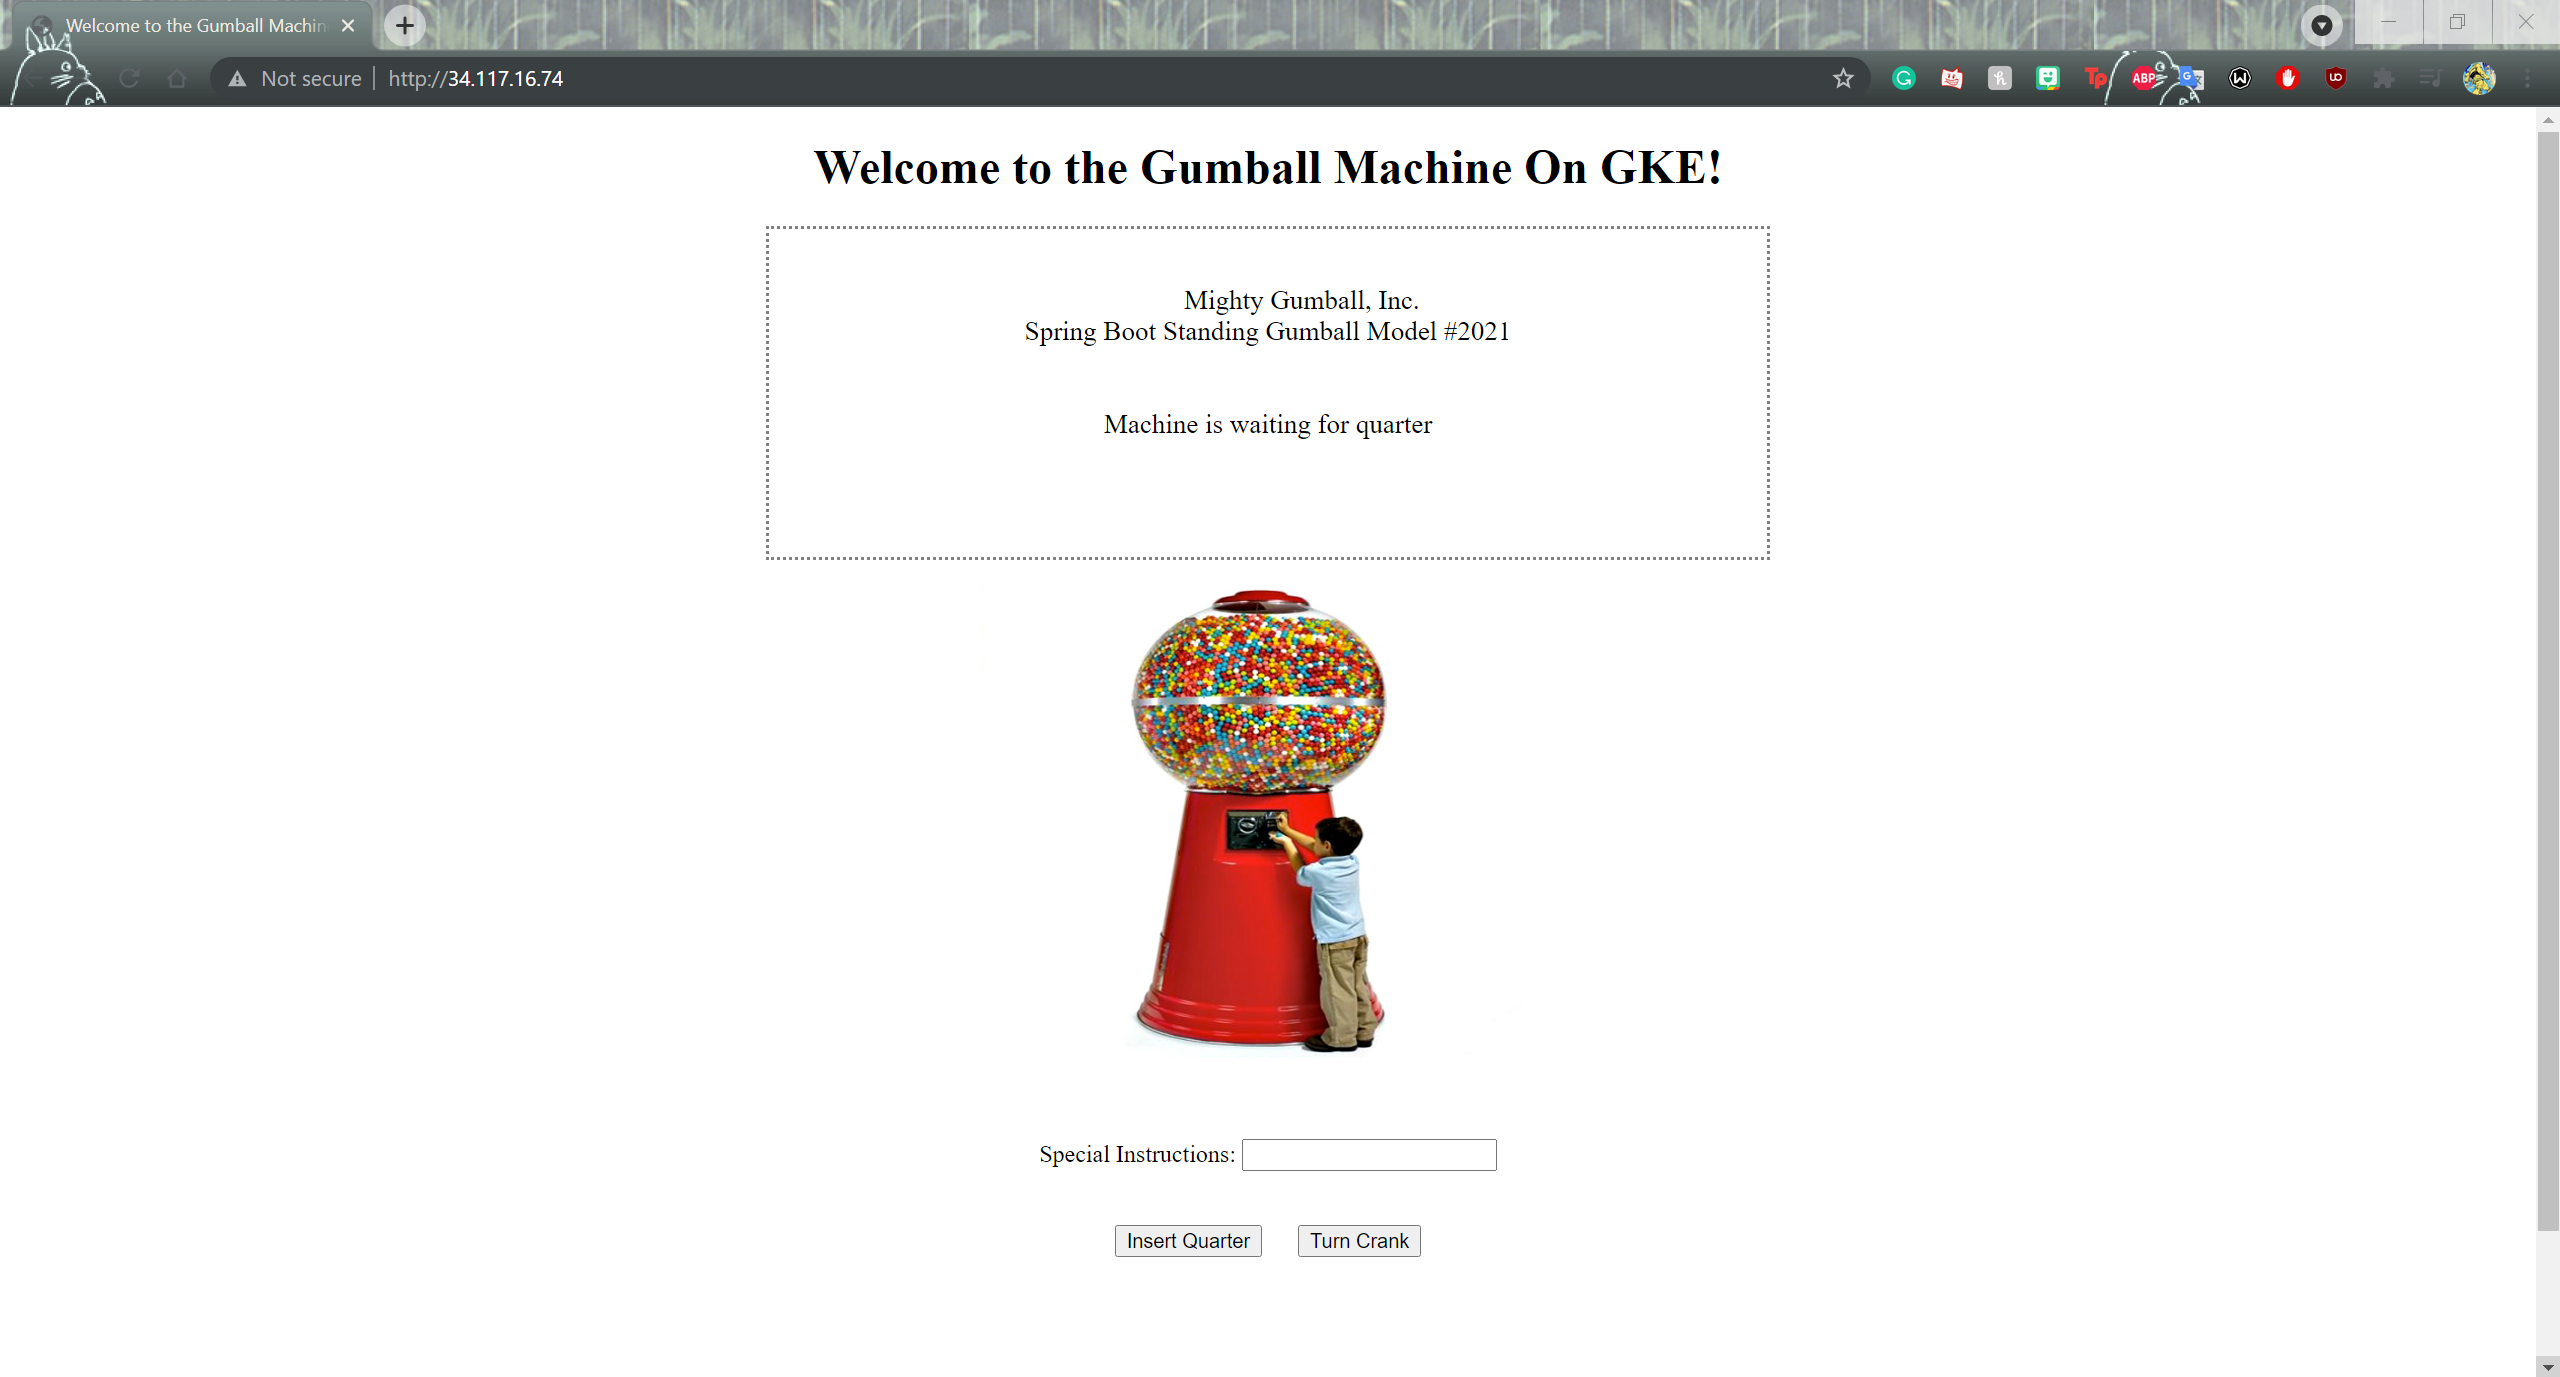 Welcome to the Gumball Machin
Not secure | http://34.117.16.74
Tp
ABP
G
UO
Welcome to the Gumball Machine On GKE!
Mighty Gumball, Inc.
Spring Boot Standing Gumball Model #2021
Machine is waiting for quarter
Special Instructions:
Insert Quarter
Turn Crank